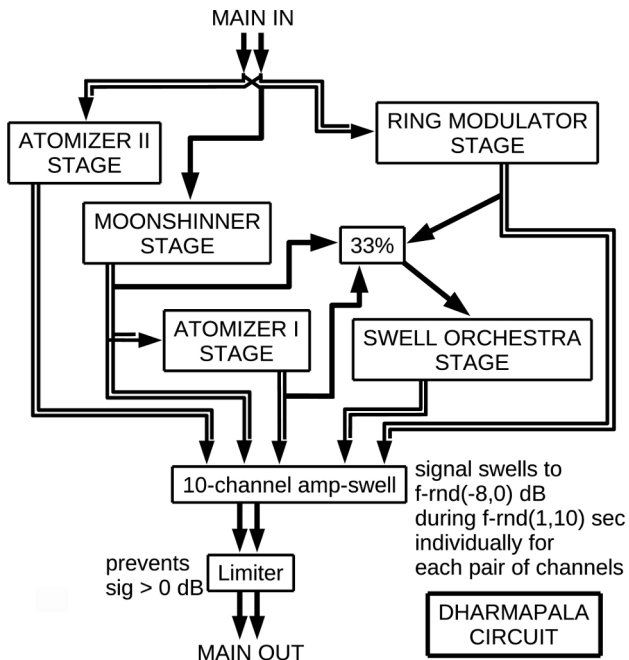 MAIN IN
ATOMIZER II
STAGE
RING MODULATOR
STAGE
MOONSHINNER
STAGE
33%
ATOMIZER I
STAGE
SWELL ORCHESTRA
STAGE
10-channel amp-swell
signal swells to
f-rnd(-8,0) dB
during f-rnd(1,10) sec
individually for
each pair of channels
prevents
sig > 0 dB
Limiter
MAIN OUT
DHARMAPALA
CIRCUIT